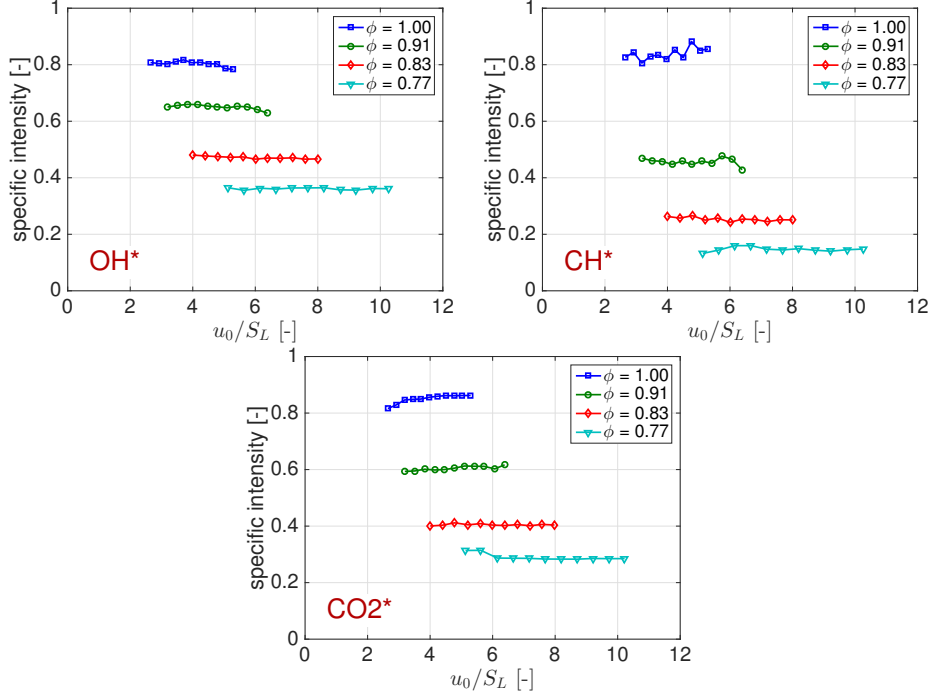 1
0.8
0.6
0.4
0.2
0
0 2 4 6 8 10 12
specific intensity [-]
u₀/S_L [-]
OH*
ϕ = 1.00
ϕ = 0.91
ϕ = 0.83
ϕ = 0.77
1
0.8
0.6
0.4
0.2
0
0 2 4 6 8 10 12
specific intensity [-]
u₀/S_L [-]
CH*
ϕ = 1.00
ϕ = 0.91
ϕ = 0.83
ϕ = 0.77
1
0.8
0.6
0.4
0.2
0
0 2 4 6 8 10 12
specific intensity [-]
u₀/S_L [-]
CO2*
ϕ = 1.00
ϕ = 0.91
ϕ = 0.83
ϕ = 0.77